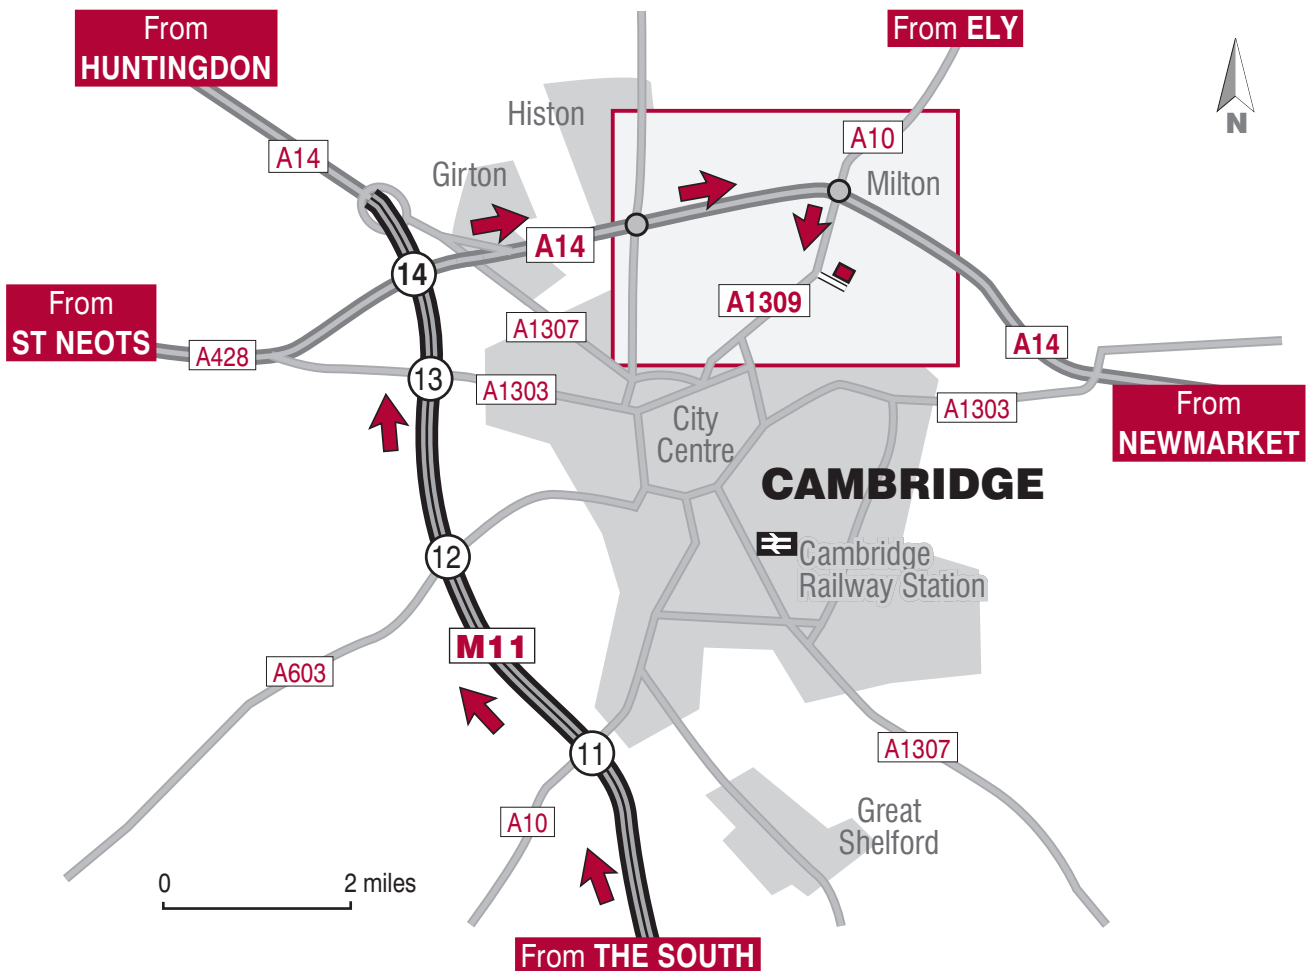 From
HUNTINGDON
From ELY
N
Histon
A10
A14
Girton
Milton
A14
14
From
ST NEOTS
A1309
A1307
A428
A14
13
A1303
A1303
From
NEWMARKET
City
Centre
CAMBRIDGE
12
Cambridge
Railway Station
M11
A603
11
A1307
A10
Great
Shelford
0
2 miles
From THE SOUTH